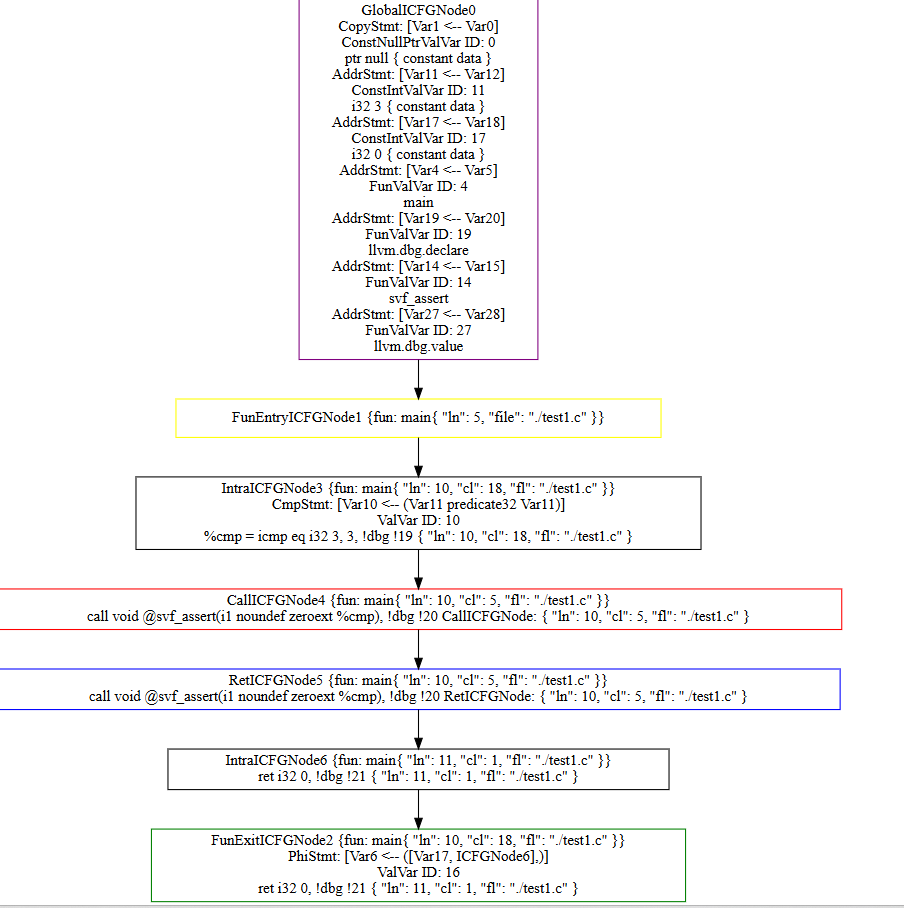 GlobalICFGNode0
CopyStmt: [Var1 <-- Var0]
ConstNullPtrValVar ID: 0
ptr null { constant data }
AddrStmt: [Var11 <-- Var12]
ConstIntValVar ID: 11
i32 3 { constant data }
AddrStmt: [Var17 <-- Var18]
ConstIntValVar ID: 17
i32 0 { constant data }
AddrStmt: [Var4 <-- Var5]
FunValVar ID: 4
main
AddrStmt: [Var19 <-- Var20]
FunValVar ID: 19
llvm.dbg.declare
AddrStmt: [Var14 <-- Var15]
FunValVar ID: 14
svf_assert
AddrStmt: [Var27 <-- Var28]
FunValVar ID: 27
llvm.dbg.value
FunEntryICFGNode1 {fun: main{ "ln": 5, "file": "./test1.c" }}
IntraICFGNode3 {fun: main{ "ln": 10, "cl": 18, "fl": "./test1.c" }}
CmpStmt: [Var10 <-- (Var11 predicate32 Var11)]
ValVar ID: 10
%cmp = icmp eq i32 3, 3, !dbg !19 { "ln": 10, "cl": 18, "fl": "./test1.c" }
CallICFGNode4 {fun: main{ "ln": 10, "cl": 5, "fl": "./test1.c" }}
call void @svf_assert(i1 noundef zeroext %cmp), !dbg !20 CallICFGNode: { "ln": 10, "cl": 5, "fl": "./test1.c" }
RetICFGNode5 {fun: main{ "ln": 10, "cl": 5, "fl": "./test1.c" }}
call void @svf_assert(i1 noundef zeroext %cmp), !dbg !20 RetICFGNode: { "ln": 10, "cl": 5, "fl": "./test1.c" }
IntraICFGNode6 {fun: main{ "ln": 11, "cl": 1, "fl": "./test1.c" }}
ret i32 0, !dbg !21 { "ln": 11, "cl": 1, "fl": "./test1.c" }
FunExitICFGNode2 {fun: main{ "ln": 10, "cl": 18, "fl": "./test1.c" }}
PhiStmt: [Var6 <-- ([Var17, ICFGNode6],)]
ValVar ID: 16
ret i32 0, !dbg !21 { "ln": 11, "cl": 1, "fl": "./test1.c" }